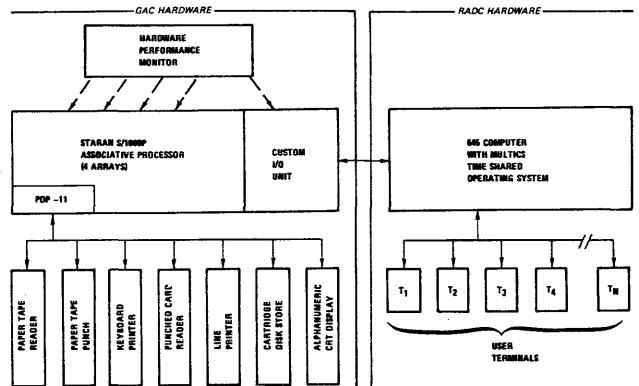 GAC HARDWARE
RADC HARDWARE
HARDWARE
PERFORMANCE
MONITOR
STARAN S/1000P
ASSOCIATIVE PROCESSOR
(4 ARRAYS)
PDP -11
CUSTOM
I/O
UNIT
645 COMPUTER
WITH MULTICS
TIME SHARED
OPERATING SYSTEM
PAPER TAPE
READER
PAPER TAPE
PUNCH
KEYBOARD
PRINTER
PUNCHED CARD
READER
LINE
PRINTER
CARTRIDGE
DISK STORE
ALPHANUMERIC
CRT DISPLAY
T1
T2
T3
T4
TN
USER
TERMINALS